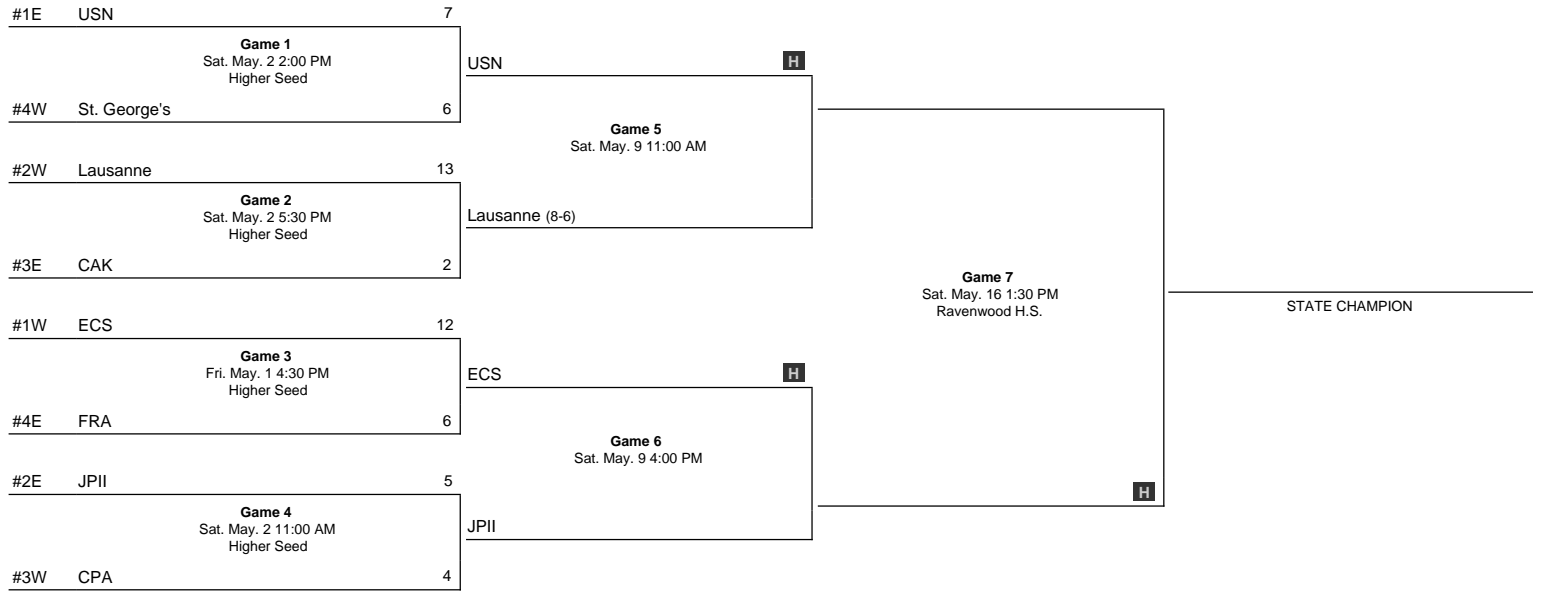 #1E USN 7
Game 1
Sat. May. 2 2:00 PM
Higher Seed
#4W St. George's 6
#2W Lausanne 13
Game 2
Sat. May. 2 5:30 PM
Higher Seed
#3E CAK 2
#1W ECS 12
Game 3
Fri. May. 1 4:30 PM
Higher Seed
#4E FRA 6
#2E JPII 5
Game 4
Sat. May. 2 11:00 AM
Higher Seed
#3W CPA 4
USN H
Game 5
Sat. May. 9 11:00 AM
Lausanne (8-6)
ECS H
Game 6
Sat. May. 9 4:00 PM
JPII
Game 7
Sat. May. 16 1:30 PM
Ravenwood H.S.
H
STATE CHAMPION